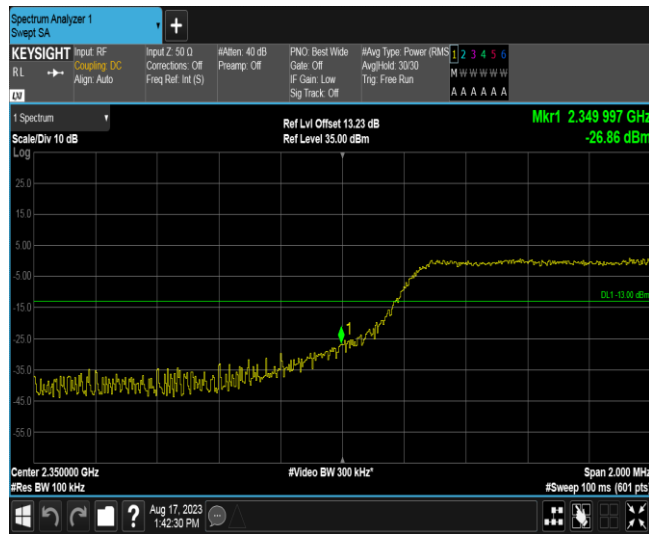 Spectrum Analyzer 1
Swept SA
+
KEYSIGHT
RL
LXI
Input: RF
Coupling: DC
Align: Auto
Input Z: 50 Ω
Corrections: Off
Freq Ref: Int (S)
#Atten: 40 dB
Preamp: Off
PNO: Best Wide
Gate: Off
IF Gain: Low
Sig Track: Off
#Avg Type: Power (RMS
Avg|Hold: 30/30
Trig: Free Run
1 2 3 4 5 6
M W W W W W
A A A A A A
1 Spectrum
Scale/Div 10 dB
Ref Lvl Offset 13.23 dB
Ref Level 35.00 dBm
Mkr1 2.349 997 GHz
-26.86 dBm
Log
25.0
15.0
5.00
-5.00
DL1 -13.00 dBm
-15.0
1
-25.0
-35.0
-45.0
-55.0
Center 2.350000 GHz
#Res BW 100 kHz
#Video BW 300 kHz*
Span 2.000 MHz
#Sweep 100 ms (601 pts)
?
Aug 17, 2023
1:42:30 PM